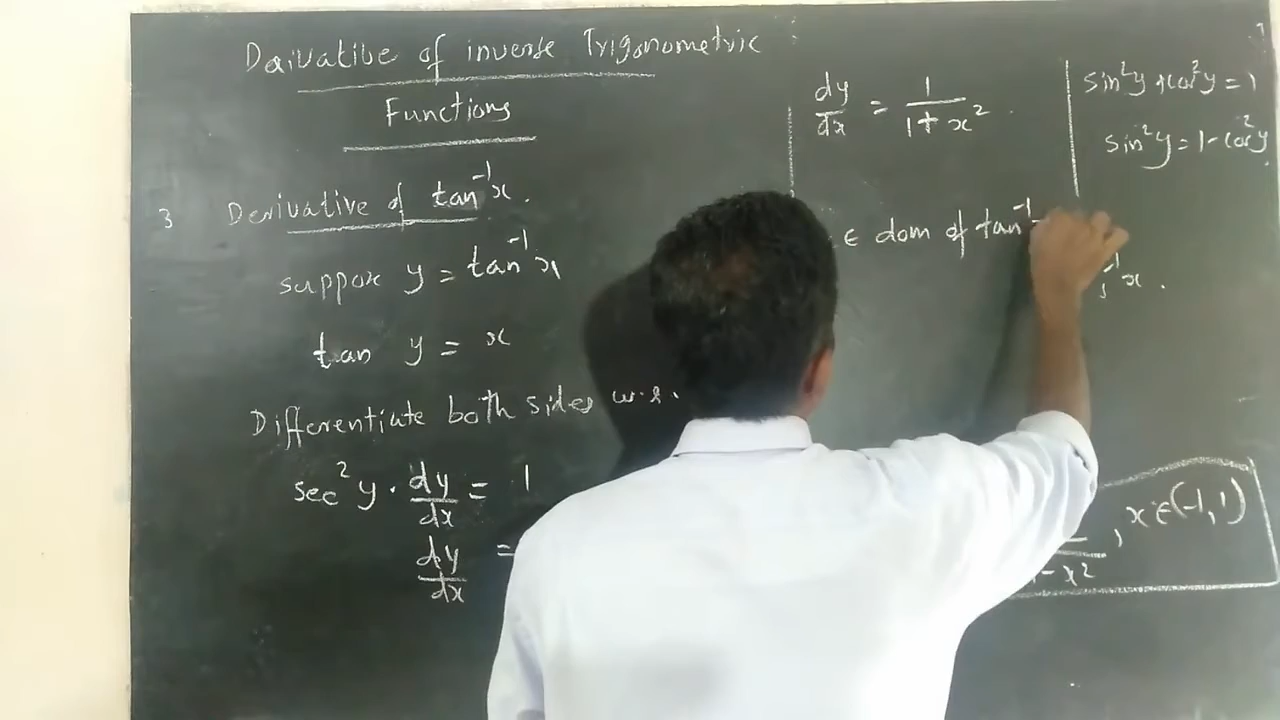 Derivative of inverse Trigonometric
Functions
3 Derivative of tan⁻¹x.
suppose y = tan⁻¹x
tan y = x
Differentiate both sides w.r.
sec²y · dy/dx = 1
dy/dx =
dy/dx = 1/(1+x²)
∈ dom of tan⁻¹
⁻¹x.
, x∈(-1,1)
-x²
sin²y + cos²y = 1
sin²y = 1 - cos²y